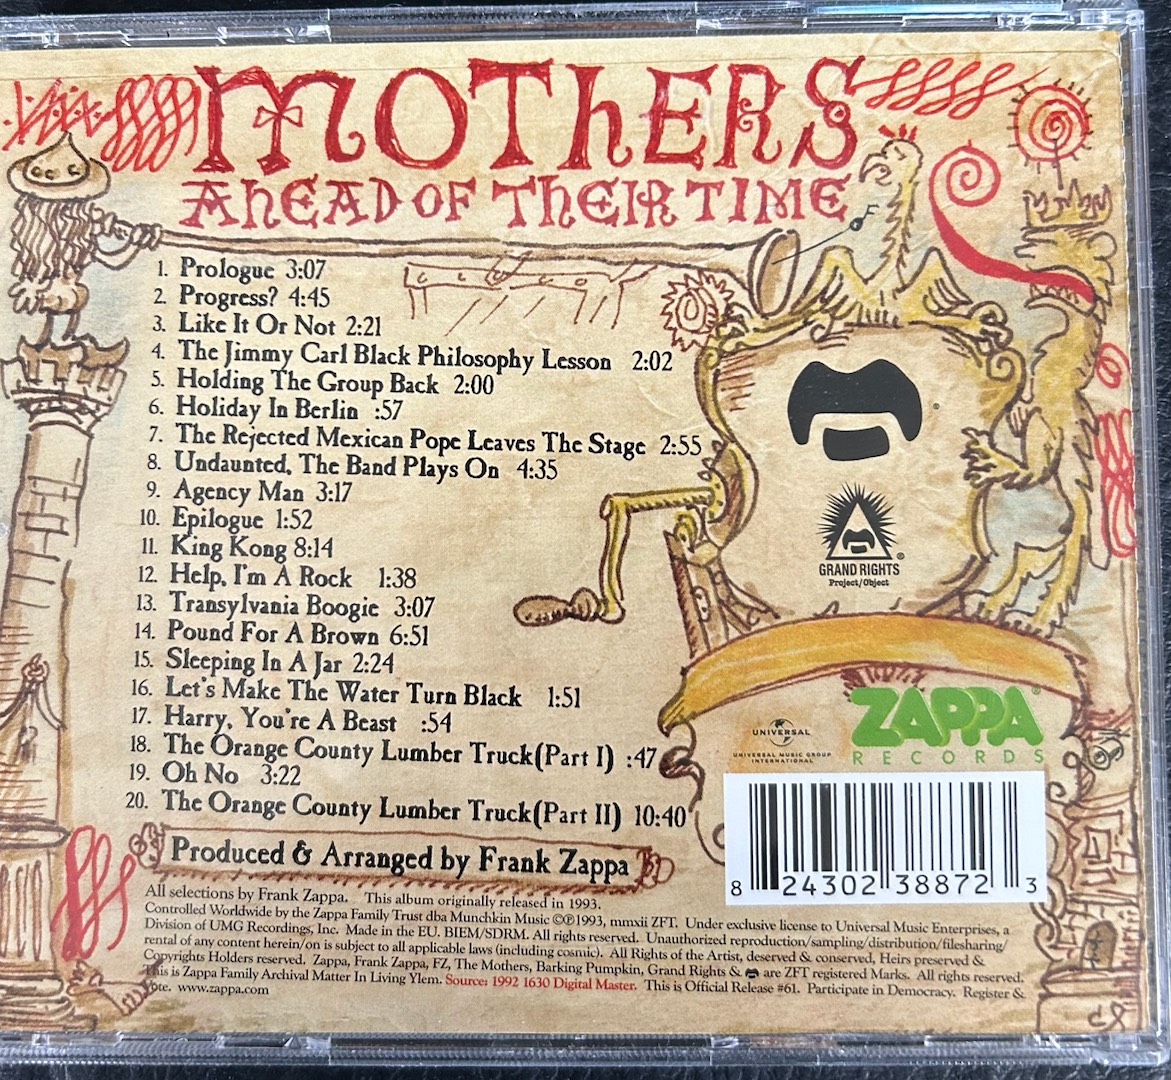 MOTHERS
AHEAD OF THEIR TIME
1. Prologue 3:07
2. Progress? 4:45
3. Like It Or Not 2:21
4. The Jimmy Carl Black Philosophy Lesson 2:02
5. Holding The Group Back 2:00
6. Holiday In Berlin :57
7. The Rejected Mexican Pope Leaves The Stage 2:55
8. Undaunted, The Band Plays On 4:35
9. Agency Man 3:17
10. Epilogue 1:52
11. King Kong 8:14
12. Help, I'm A Rock 1:38
13. Transylvania Boogie 3:07
14. Pound For A Brown 6:51
15. Sleeping In A Jar 2:24
16. Let's Make The Water Turn Black 1:51
17. Harry, You're A Beast :54
18. The Orange County Lumber Truck(Part I) :47
19. Oh No 3:22
20. The Orange County Lumber Truck(Part II) 10:40
Produced & Arranged by Frank Zappa
GRAND RIGHTS®
Project/Object
UNIVERSAL
UNIVERSAL MUSIC GROUP
INTERNATIONAL
ZAPPA®
RECORDS
8 24302 38872 3
All selections by Frank Zappa. This album originally released in 1993.
Controlled Worldwide by the Zappa Family Trust dba Munchkin Music ©℗1993, mmxii ZFT. Under exclusive license to Universal Music Enterprises, a
Division of UMG Recordings, Inc. Made in the EU. BIEM/SDRM. All rights reserved. Unauthorized reproduction/sampling/distribution/filesharing/
rental of any content herein/on is subject to all applicable laws (including cosmic). All Rights of the Artist, deserved & conserved, Heirs preserved &
Copyrights Holders reserved. Zappa, Frank Zappa, FZ, The Mothers, Barking Pumpkin, Grand Rights & are ZFT registered Marks. All rights reserved.
This is Zappa Family Archival Matter In Living Ylem. Source: 1992 1630 Digital Master. This is Official Release #61. Participate in Democracy. Register &
Vote. www.zappa.com